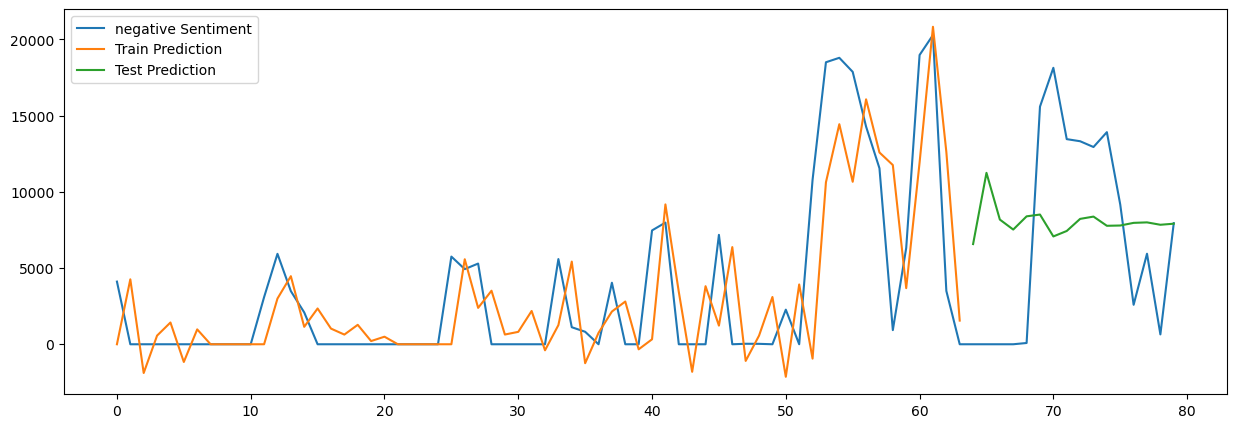 negative Sentiment
Train Prediction
Test Prediction
20000
15000
10000
5000
0
0 10 20 30 40 50 60 70 80